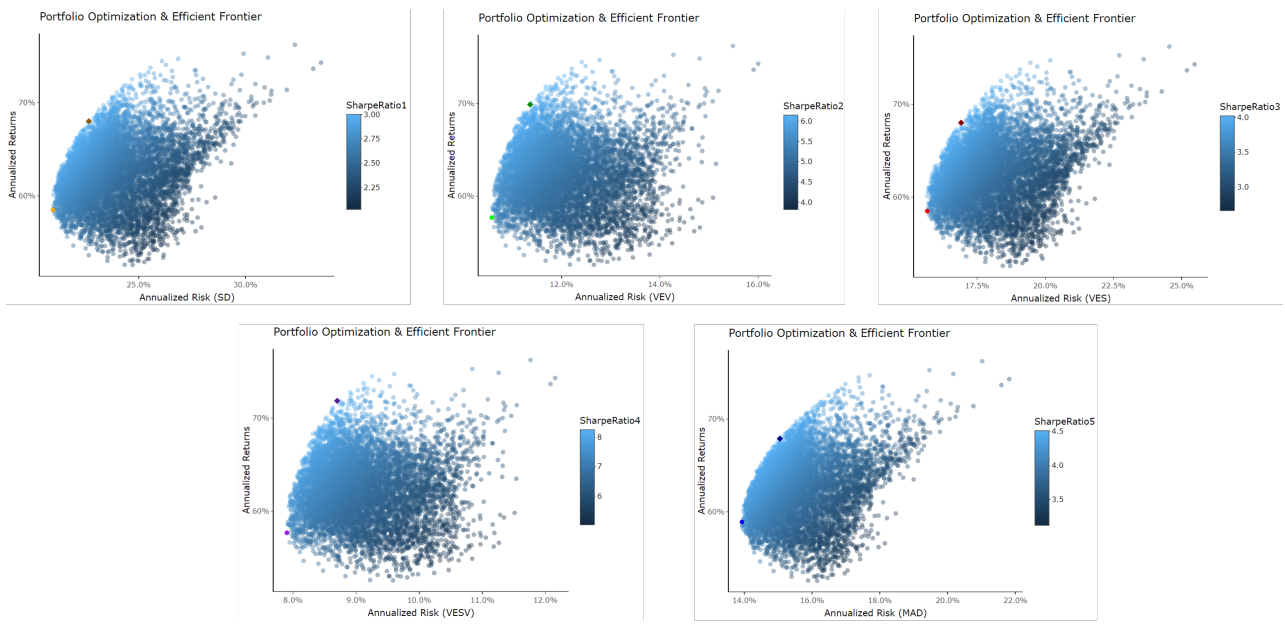 Portfolio Optimization & Efficient Frontier
Annualized Returns
70%
60%
25.0%
30.0%
Annualized Risk (SD)
SharpeRatio1
3.00
2.75
2.50
2.25
Portfolio Optimization & Efficient Frontier
Annualized Returns
70%
60%
12.0%
14.0%
16.0%
Annualized Risk (VEV)
SharpeRatio2
6.0
5.5
5.0
4.5
4.0
Portfolio Optimization & Efficient Frontier
Annualized Returns
70%
60%
17.5%
20.0%
22.5%
25.0%
Annualized Risk (VES)
SharpeRatio3
4.0
3.5
3.0
Portfolio Optimization & Efficient Frontier
Annualized Returns
70%
60%
8.0%
9.0%
10.0%
11.0%
12.0%
Annualized Risk (VESV)
SharpeRatio4
8
7
6
Portfolio Optimization & Efficient Frontier
Annualized Returns
70%
60%
14.0%
16.0%
18.0%
20.0%
22.0%
Annualized Risk (MAD)
SharpeRatio5
4.5
4.0
3.5